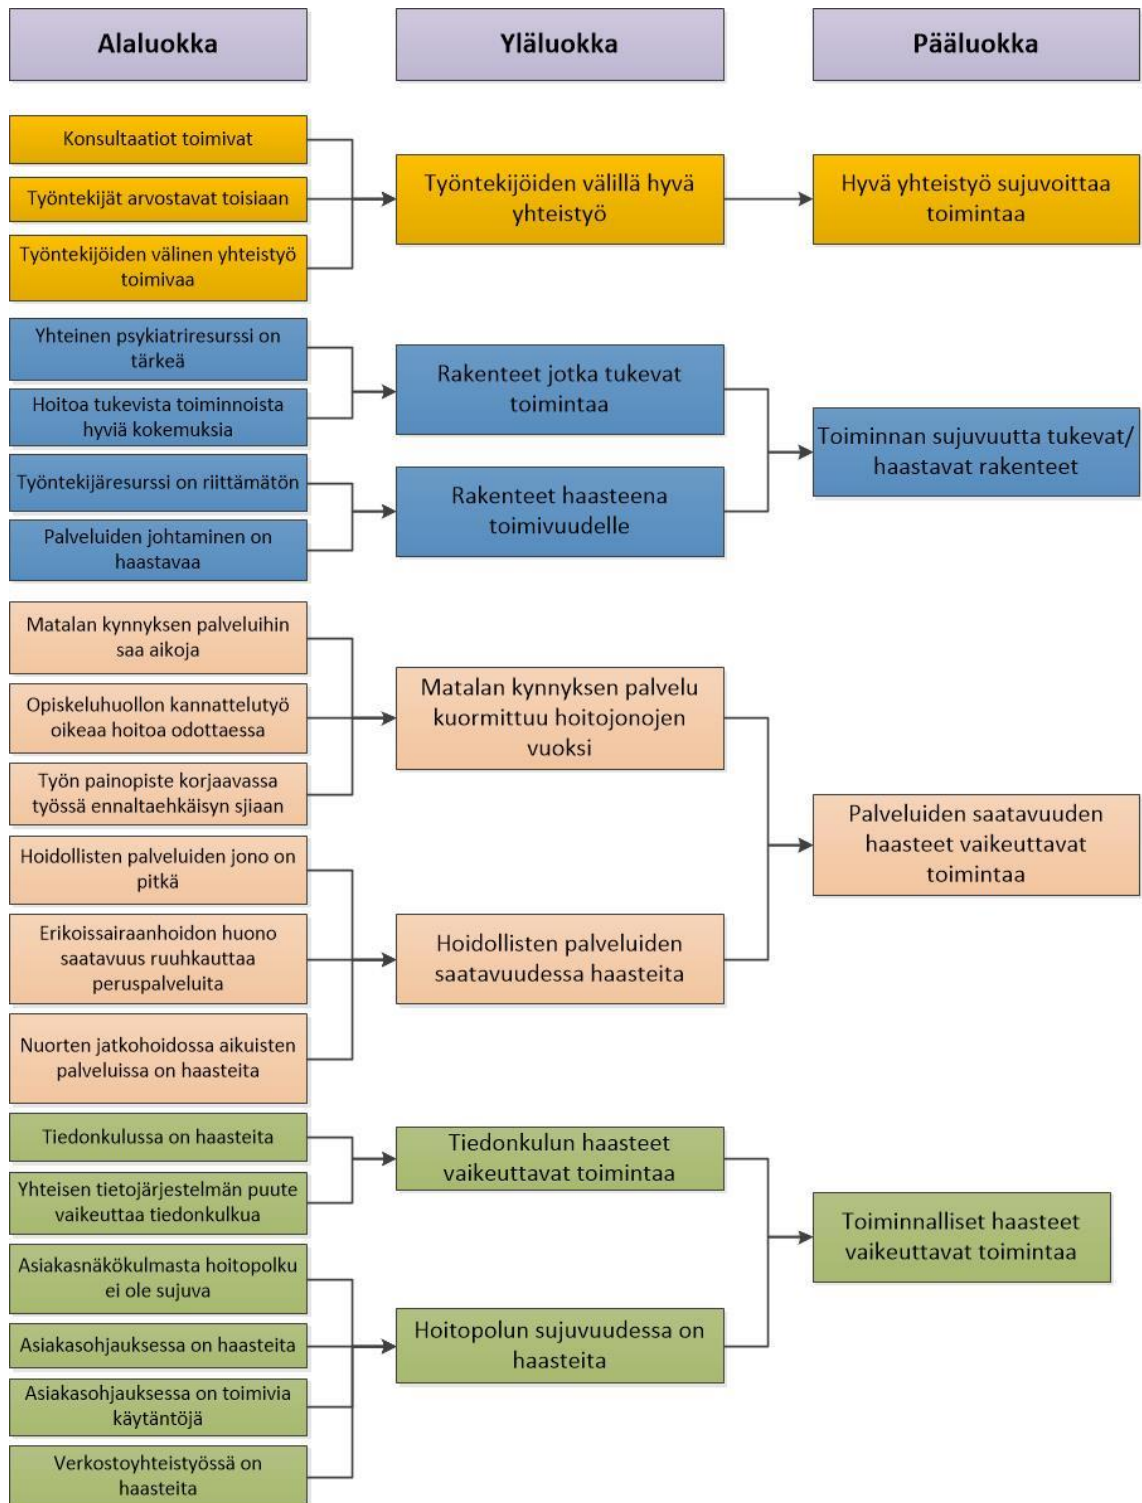 Alaluokka
Yläluokka
Pääluokka
Konsultaatiot toimivat
Työntekijät arvostavat toisiaan
Työntekijöiden välinen yhteistyö
toimivaa
Työntekijöiden välillä hyvä
yhteistyö
Hyvä yhteistyö sujuvoittaa
toimintaa
Yhteinen psykiatriresurssi on
tärkeä
Hoitoa tukevista toiminnoista
hyviä kokemuksia
Työntekijäresurssi on riittämätön
Palveluiden johtaminen on
haastavaa
Rakenteet jotka tukevat
toimintaa
Rakenteet haasteena
toimivuudelle
Toiminnan sujuvuutta tukevat/
haastavat rakenteet
Matalan kynnyksen palveluihin
saa aikoja
Opiskeluhuollon kannattelutyö
oikeaa hoitoa odottaessa
Työn painopiste korjaavassa
työssä ennaltaehkäisyn sjiaan
Hoidollisten palveluiden jono on
pitkä
Erikoissairaanhoidon huono
saatavuus ruuhkauttaa
peruspalveluita
Nuorten jatkohoidossa aikuisten
palveluissa on haasteita
Matalan kynnyksen palvelu
kuormittuu hoitojonojen
vuoksi
Hoidollisten palveluiden
saatavuudessa haasteita
Palveluiden saatavuuden
haasteet vaikeuttavat
toimintaa
Tiedonkulussa on haasteita
Yhteisen tietojärjestelmän puute
vaikeuttaa tiedonkulkua
Asiakasnäkökulmasta hoitopolku
ei ole sujuva
Asiakasohjauksessa on haasteita
Asiakasohjauksessa on toimivia
käytäntöjä
Verkostoyhteistyössä on
haasteita
Tiedonkulun haasteet
vaikeuttavat toimintaa
Hoitopolun sujuvuudessa on
haasteita
Toiminnalliset haasteet
vaikeuttavat toimintaa